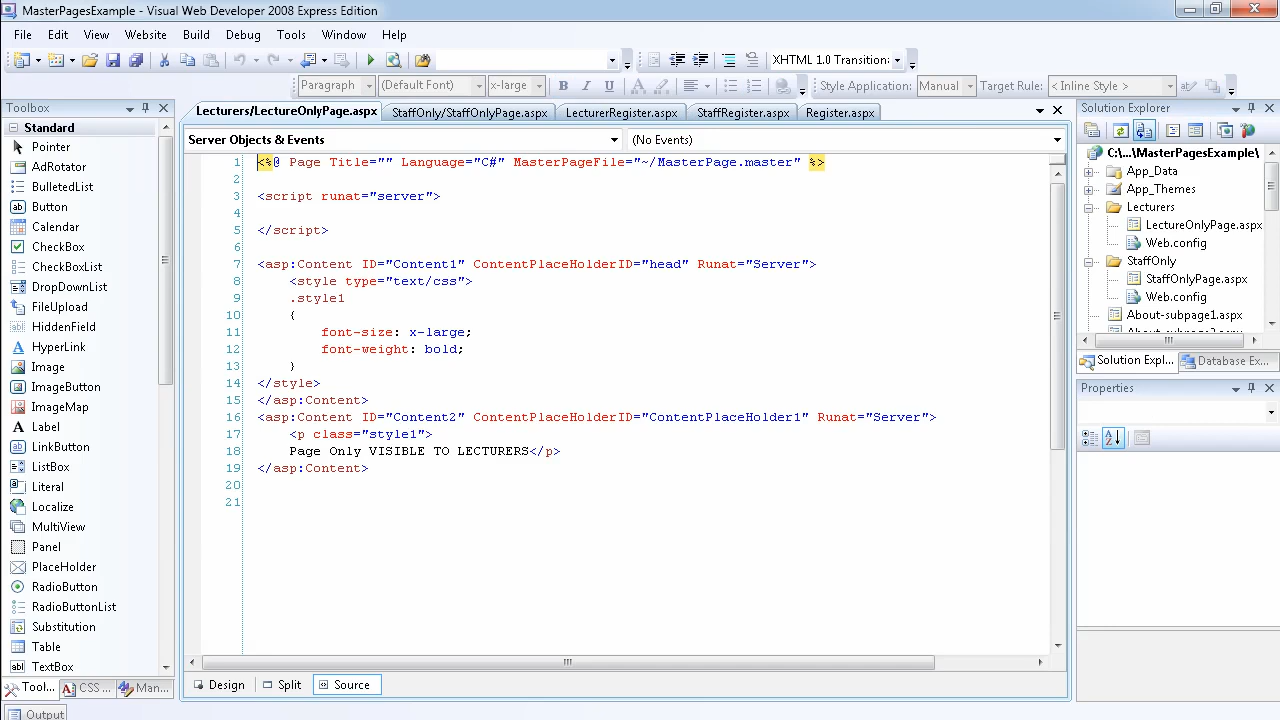 MasterPagesExample - Visual Web Developer 2008 Express Edition
File Edit View Website Build Debug Tools Window Help
XHTML 1.0 Transition
Paragraph (Default Font) x-large B I U Style Application: Manual Target Rule: < Inline Style >
Toolbox
Standard
Pointer
AdRotator
BulletedList
Button
Calendar
CheckBox
CheckBoxList
DropDownList
FileUpload
HiddenField
HyperLink
Image
ImageButton
ImageMap
Label
LinkButton
ListBox
Literal
Localize
MultiView
Panel
PlaceHolder
RadioButton
RadioButtonList
Substitution
Table
TextBox
Tool... CSS ... Man...
Output
Lecturers/LectureOnlyPage.aspx StaffOnly/StaffOnlyPage.aspx LecturerRegister.aspx StaffRegister.aspx Register.aspx
Server Objects & Events (No Events)
1 <%@ Page Title="" Language="C#" MasterPageFile="~/MasterPage.master" %>
2
3 <script runat="server">
4
5 </script>
6
7 <asp:Content ID="Content1" ContentPlaceHolderID="head" Runat="Server">
8 <style type="text/css">
9 .style1
10 {
11 font-size: x-large;
12 font-weight: bold;
13 }
14 </style>
15 </asp:Content>
16 <asp:Content ID="Content2" ContentPlaceHolderID="ContentPlaceHolder1" Runat="Server">
17 <p class="style1">
18 Page Only VISIBLE TO LECTURERS</p>
19 </asp:Content>
20
21
Design Split Source
Solution Explorer
C:\...\MasterPagesExample\
App_Data
App_Themes
Lecturers
LectureOnlyPage.aspx
Web.config
StaffOnly
StaffOnlyPage.aspx
Web.config
About-subpage1.aspx
Solution Expl... Database Ex...
Properties